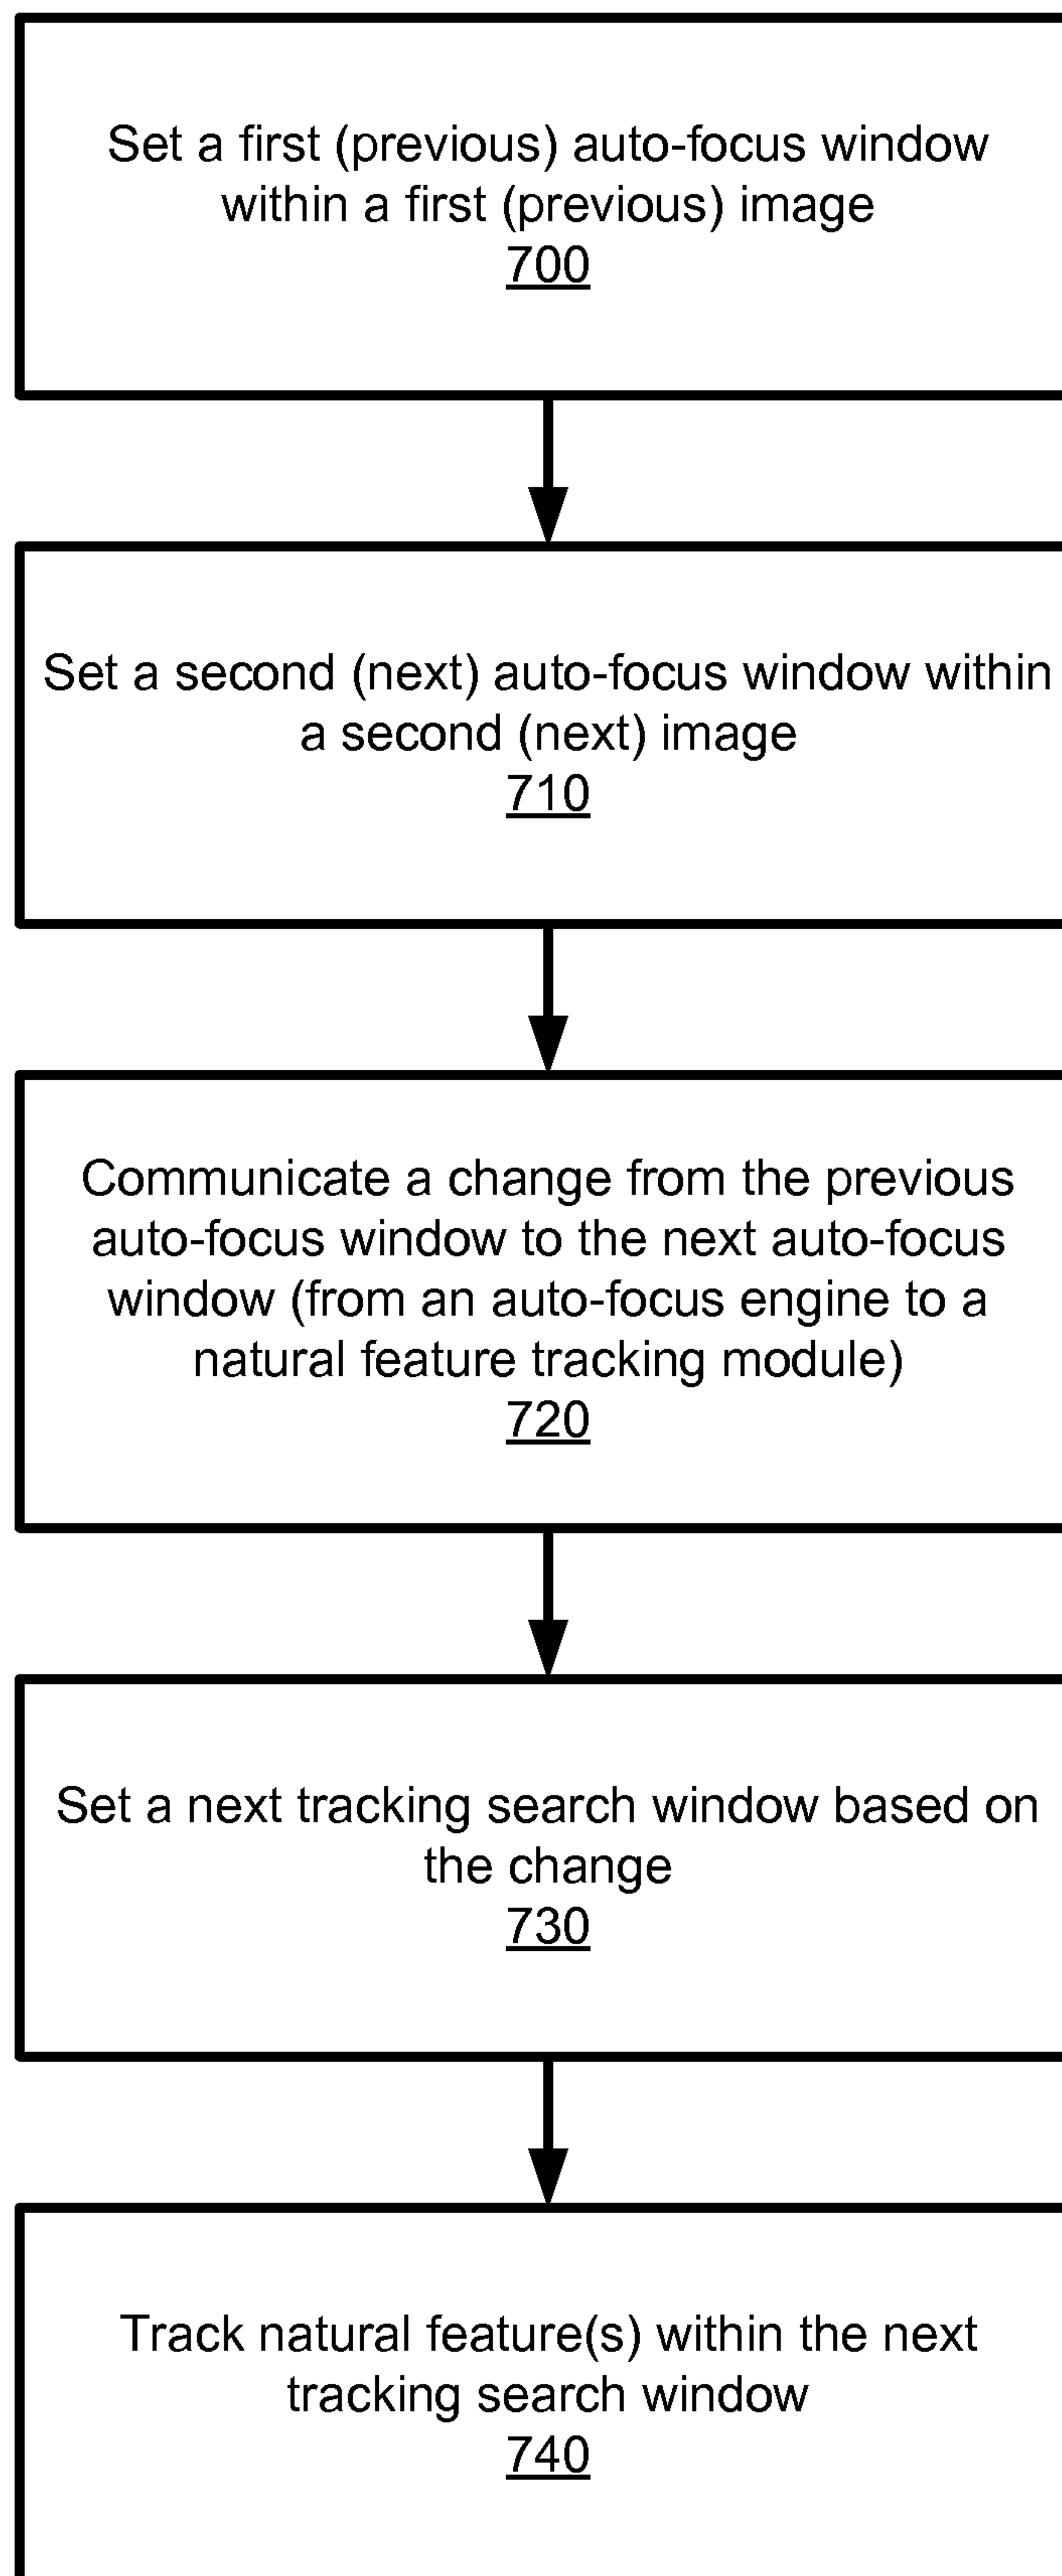 Set a first (previous) auto-focus window
within a first (previous) image
700
Set a second (next) auto-focus window within
a second (next) image
710
Communicate a change from the previous
auto-focus window to the next auto-focus
window (from an auto-focus engine to a
natural feature tracking module)
720
Set a next tracking search window based on
the change
730
Track natural feature(s) within the next
tracking search window
740